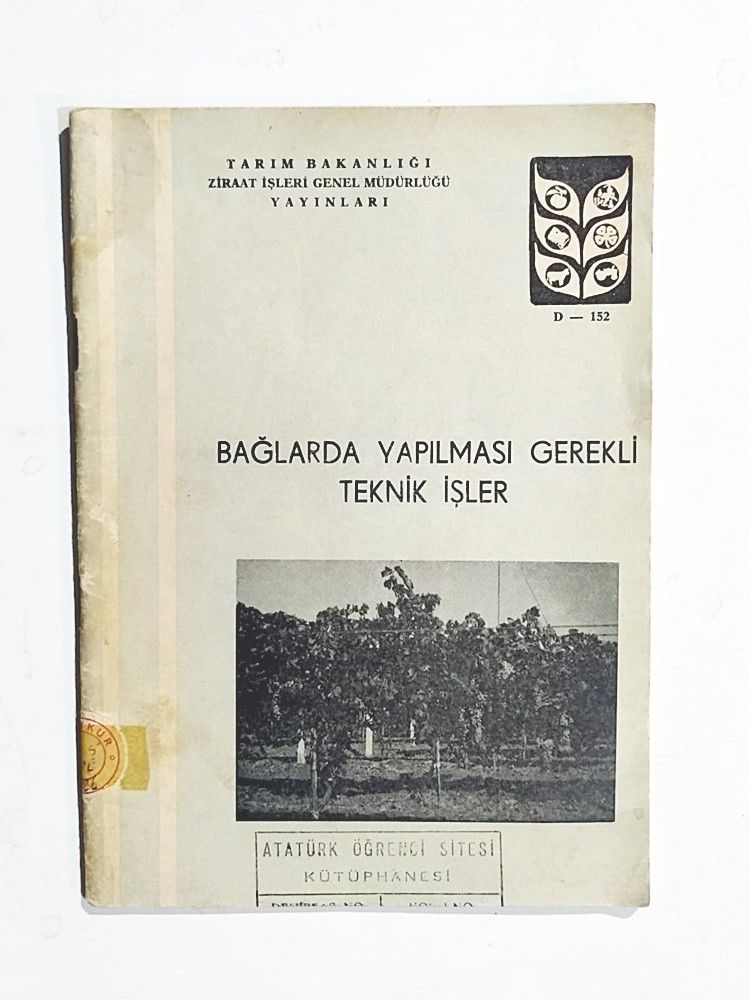 TARIM BAKANLIĞI
ZİRAAT İŞLERİ GENEL MÜDÜRLÜĞÜ
YAYINLARI
D — 152
BAĞLARDA YAPILMASI GEREKLİ
TEKNİK İŞLER
KUR
ATATÜRK ÖĞRENCİ SİTESİ
KÜTÜPHANESİ